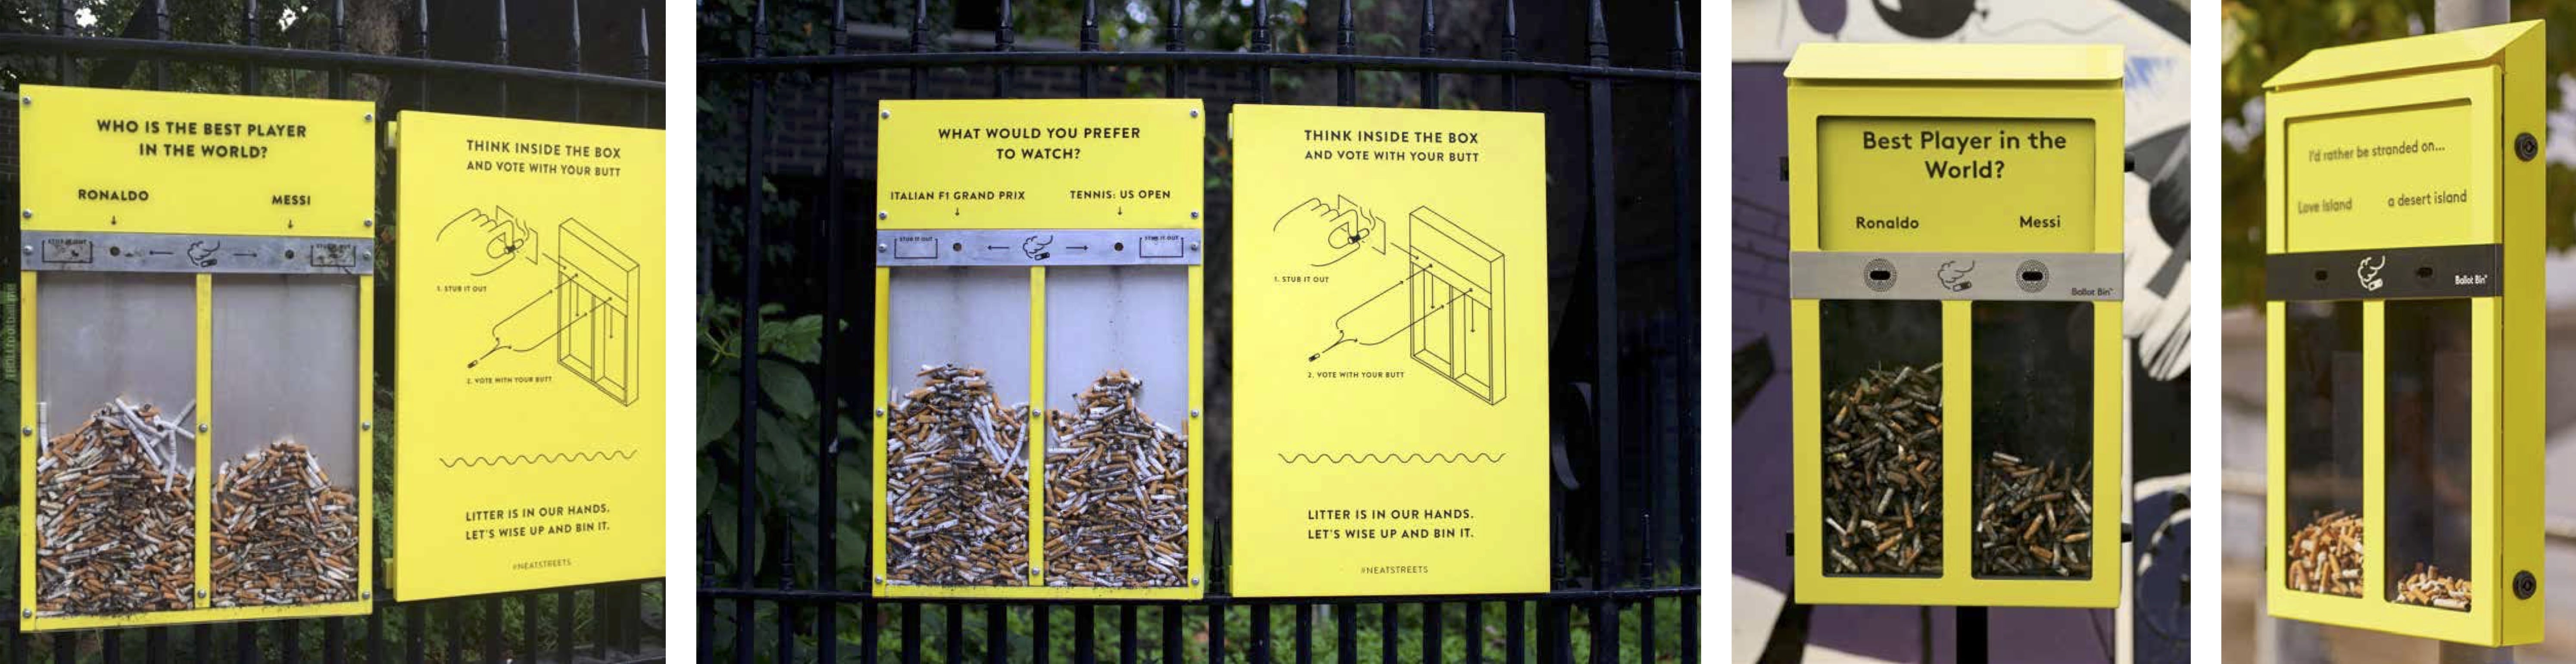 WHO IS THE BEST PLAYER
IN THE WORLD?
RONALDO
MESSI
STUB IT OUT
THINK INSIDE THE BOX
AND VOTE WITH YOUR BUTT
1. STUB IT OUT
2. VOTE WITH YOUR BUTT
LITTER IS IN OUR HANDS.
LET'S WISE UP AND BIN IT.
#NEATSTREETS
WHAT WOULD YOU PREFER
TO WATCH?
ITALIAN F1 GRAND PRIX
TENNIS: US OPEN
STUB IT OUT
STUB IT OUT
THINK INSIDE THE BOX
AND VOTE WITH YOUR BUTT
1. STUB IT OUT
2. VOTE WITH YOUR BUTT
LITTER IS IN OUR HANDS.
LET'S WISE UP AND BIN IT.
#NEATSTREETS
Best Player in the
World?
Ronaldo
Messi
Ballot Bin™
I'd rather be stranded on...
Love Island
a desert island
Ballot Bin™